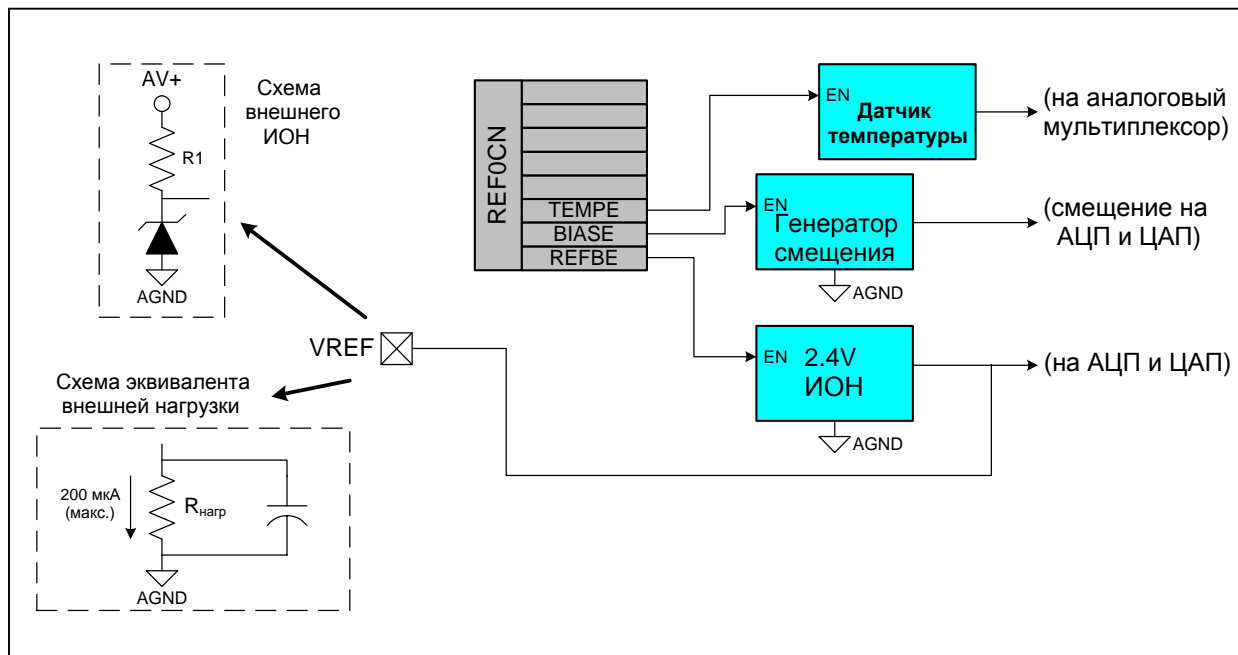 AV+
Схема
внешнего
ИОН
R1
AGND
REF0CN
TEMPE
BIASE
REFBE
EN
Датчик
температуры
(на аналоговый
мультиплексор)
EN
Генератор
смещения
AGND
(смещение на
АЦП и ЦАП)
VREF
EN
2.4V
ИОН
AGND
(на АЦП и ЦАП)
Схема эквивалента
внешней нагрузки
200 мкА
(макс.)
Rнагр
AGND